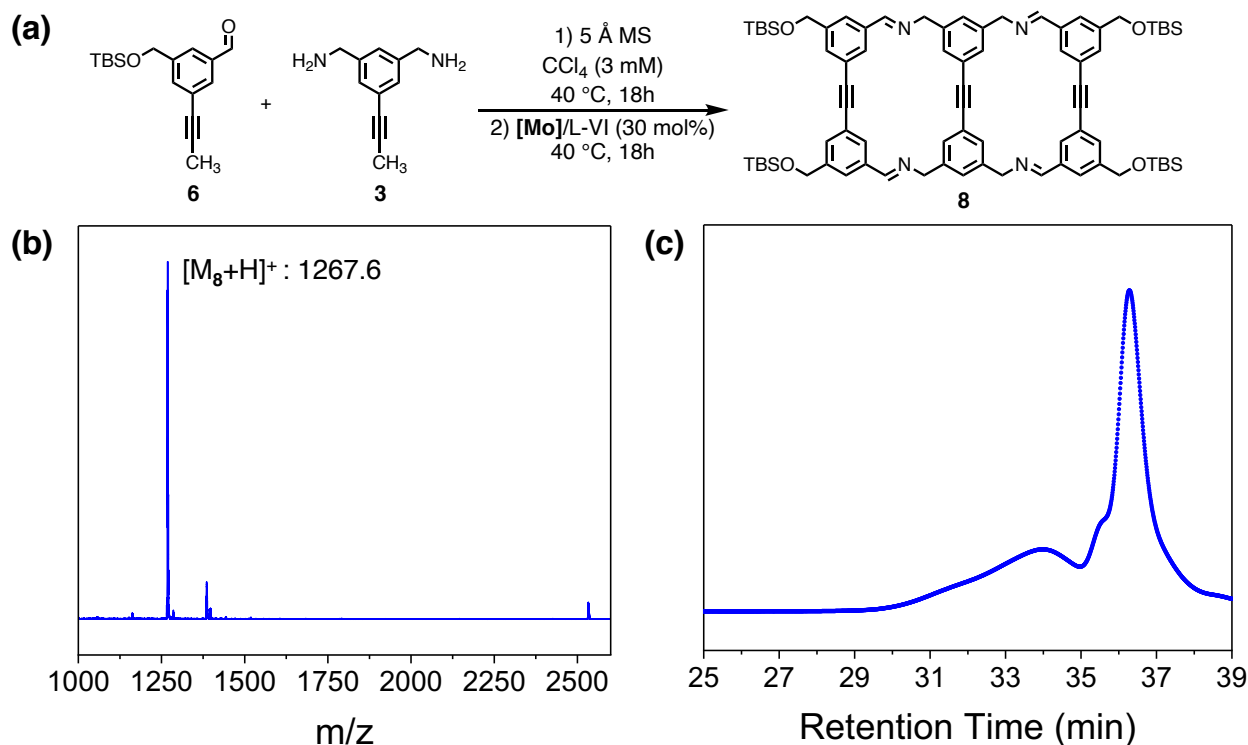 (a)
TBSO
O
CH3
6
+
H2N
NH2
CH3
3
1) 5 Å MS
CCl4 (3 mM)
40 °C, 18h
2) [Mo]/L-VI (30 mol%)
40 °C, 18h
TBSO
N
N
OTBS
TBSO
N
N
OTBS
8
(b)
[M8+H]+ : 1267.6
1000 1250 1500 1750 2000 2250 2500
m/z
(c)
25 27 29 31 33 35 37 39
Retention Time (min)